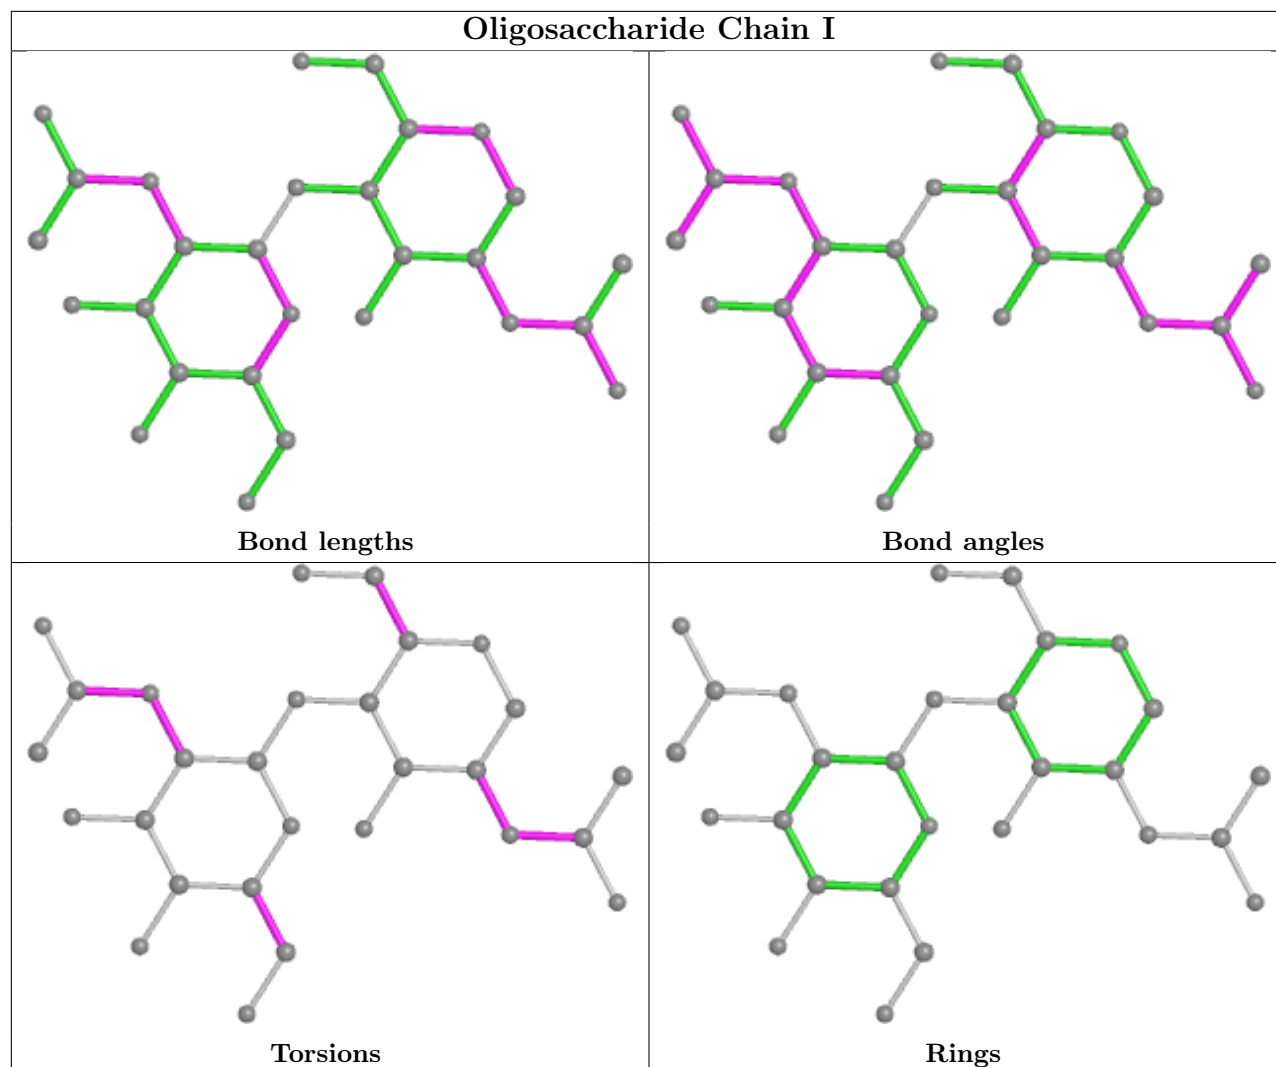 Oligosaccharide Chain I
Bond lengths
Bond angles
Torsions
Rings